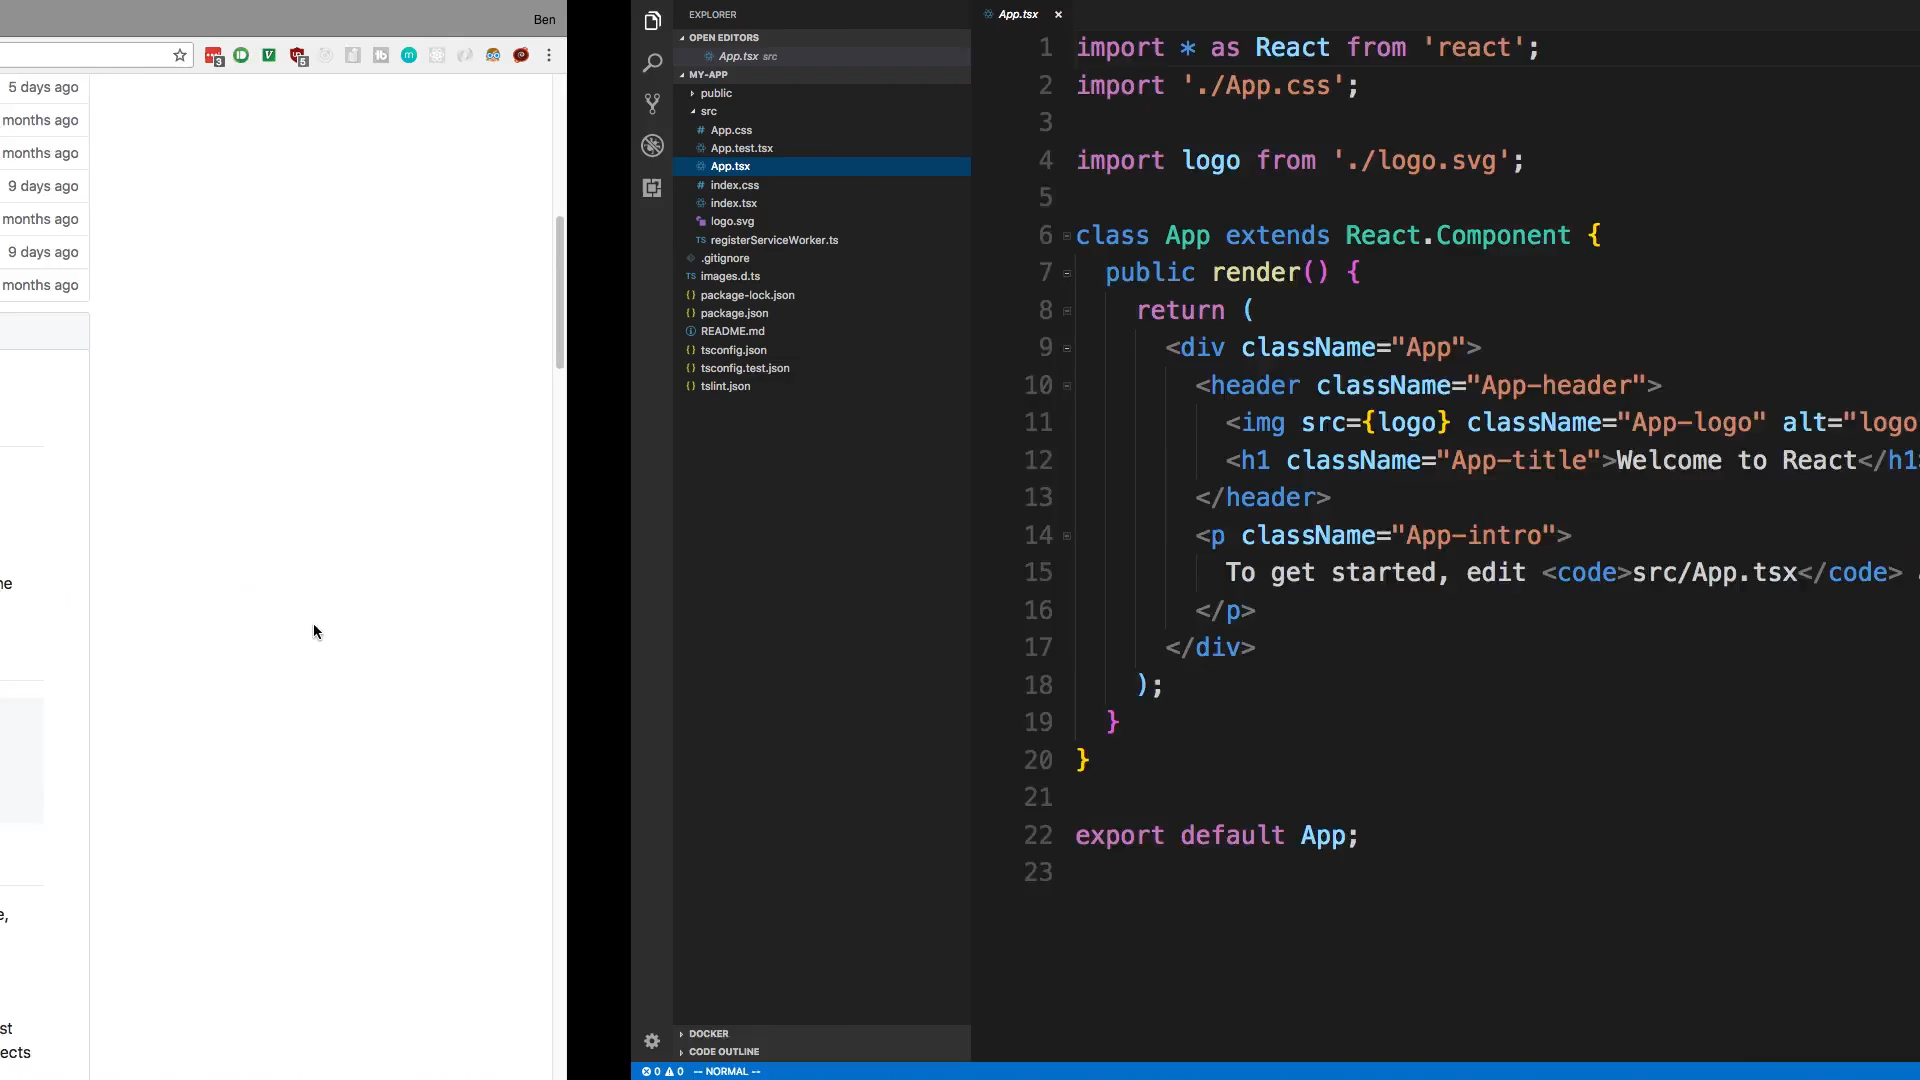 Ben
3
5
5 days ago
months ago
months ago
9 days ago
months ago
9 days ago
months ago
st
ects
EXPLORER
OPEN EDITORS
App.tsx src
MY-APP
public
src
# App.css
App.test.tsx
App.tsx
# index.css
index.tsx
logo.svg
TS registerServiceWorker.ts
.gitignore
TS images.d.ts
{} package-lock.json
{} package.json
README.md
{} tsconfig.json
{} tsconfig.test.json
{} tslint.json
DOCKER
CODE OUTLINE
0 0 -- NORMAL --
App.tsx ×
1 import * as React from 'react';
2 import './App.css';
3
4 import logo from './logo.svg';
5
6 class App extends React.Component {
7 public render() {
8 return (
9 <div className="App">
10 <header className="App-header">
11 <img src={logo} className="App-logo" alt="logo
12 <h1 className="App-title">Welcome to React</h1>
13 </header>
14 <p className="App-intro">
15 To get started, edit <code>src/App.tsx</code>
16 </p>
17 </div>
18 );
19 }
20 }
21
22 export default App;
23